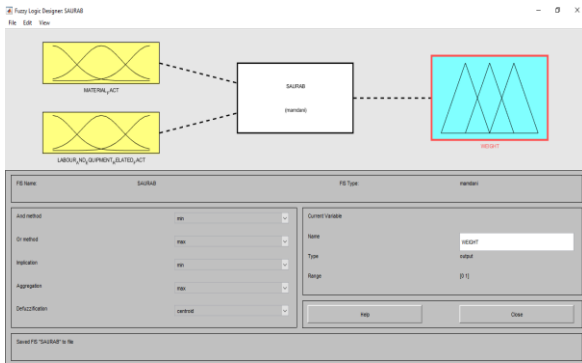 Fuzzy Logic Designer: SAURAB
File Edit View
MATERIAL_FACT
LABOUR_AND_EQUIPMENT_RELATED_FACT
SAURAB
(mamdani)
WEIGHT
FIS Name: SAURAB FIS Type: mamdani
And method min
Or method max
Implication min
Aggregation max
Defuzzification centroid
Current Variable
Name WEIGHT
Type output
Range [0 1]
Help Close
Saved FIS "SAURAB" to file